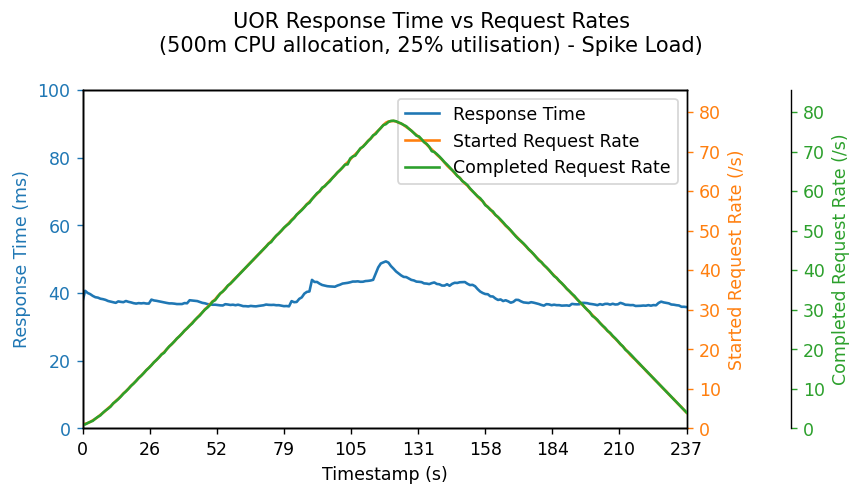 UOR Response Time vs Request Rates
(500m CPU allocation, 25% utilisation) - Spike Load)
Response Time (ms)
100
80
60
40
20
0
Response Time
Started Request Rate
Completed Request Rate
80
70
60
50
40
30
20
10
0
Started Request Rate (/s)
80
70
60
50
40
30
20
10
0
Completed Request Rate (/s)
0 26 52 79 105 131 158 184 210 237
Timestamp (s)